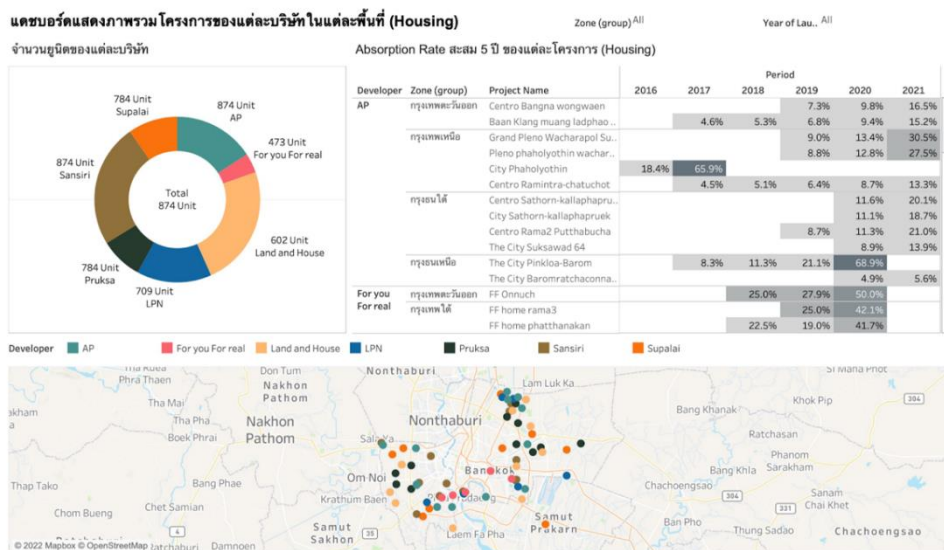 แดชบอร์ดแสดงภาพรวมโครงการของแต่ละบริษัทในแต่ละพื้นที่ (Housing)
Zone (group) All
Year of Lau.. All
จำนวนยูนิตของแต่ละบริษัท
Absorption Rate สะสม 5 ปี ของแต่ละโครงการ (Housing)
784 Unit
Supalai
874 Unit
AP
473 Unit
For you For real
874 Unit
Sansiri
Total
874 Unit
602 Unit
Land and House
784 Unit
Pruksa
709 Unit
LPN
Period
Developer Zone (group) Project Name 2016 2017 2018 2019 2020 2021
AP กรุงเทพตะวันออก Centro Bangna wongwaen 7.3% 9.8% 16.5%
Baan Klang muang ladphao .. 4.6% 5.3% 6.8% 9.4% 15.2%
กรุงเทพเหนือ Grand Pleno Wacharapol Su.. 9.0% 13.4% 30.5%
Pleno phaholyothin wachar.. 8.8% 12.8% 27.5%
City Phaholyothin 18.4% 65.9%
Centro Ramintra-chatuchot 4.5% 5.1% 6.4% 8.7% 13.3%
กรุงธนใต้ Centro Sathorn-kallaphapru.. 11.6% 20.1%
City Sathorn-kallaphapruek 11.1% 18.7%
Centro Rama2 Putthabucha 8.7% 11.3% 21.0%
The City Suksawad 64 8.9% 13.9%
กรุงธนเหนือ The City Pinkloa-Barom 8.3% 11.3% 21.1% 68.9%
The City Baromratchaconna.. 4.9% 5.6%
For you For real กรุงเทพตะวันออก FF Onnuch 25.0% 27.9% 50.0%
กรุงเทพใต้ FF home rama3 25.0% 42.1%
FF home phatthanakan 22.5% 19.0% 41.7%
Developer AP For you For real Land and House LPN Pruksa Sansiri Supalai
Phra Thaen
Don Tum
Nonthaburi
Lam Luk Ka
Si Maha Phot
Nakhon
Pathom
Tha Mai
Bang Khanak
Khok Pip
304
Tha Pha
Boek Phrai
Nakhon
Pathom
Nonthaburi
Sala Ya
Ratchasan
Phanom
Sarakham
Bangkok
Bang Khla
Thap Tako
Bang Phae
Om Noi
Chachoengsao
304
Sanam
Chai Khet
Krathum Baen
331
Chom Bueng
Chet Samian
Samut
Sakhon
Samut
Prakarn
4
35
Laem Fa Pha
Ban Pho
Thung Sadao
Chachoengsao
© 2022 Mapbox © OpenStreetMap
Damnoen